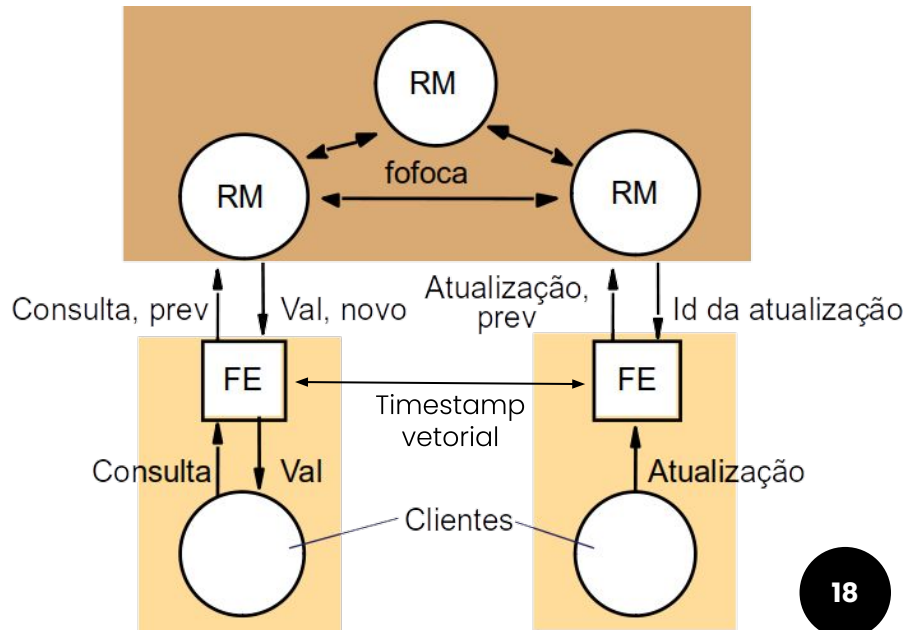 RM
RM
fofoca
RM
Consulta, prev
Val, novo
Atualização,
prev
Id da atualização
FE
FE
Timestamp
vetorial
Consulta
Val
Atualização
Clientes
18